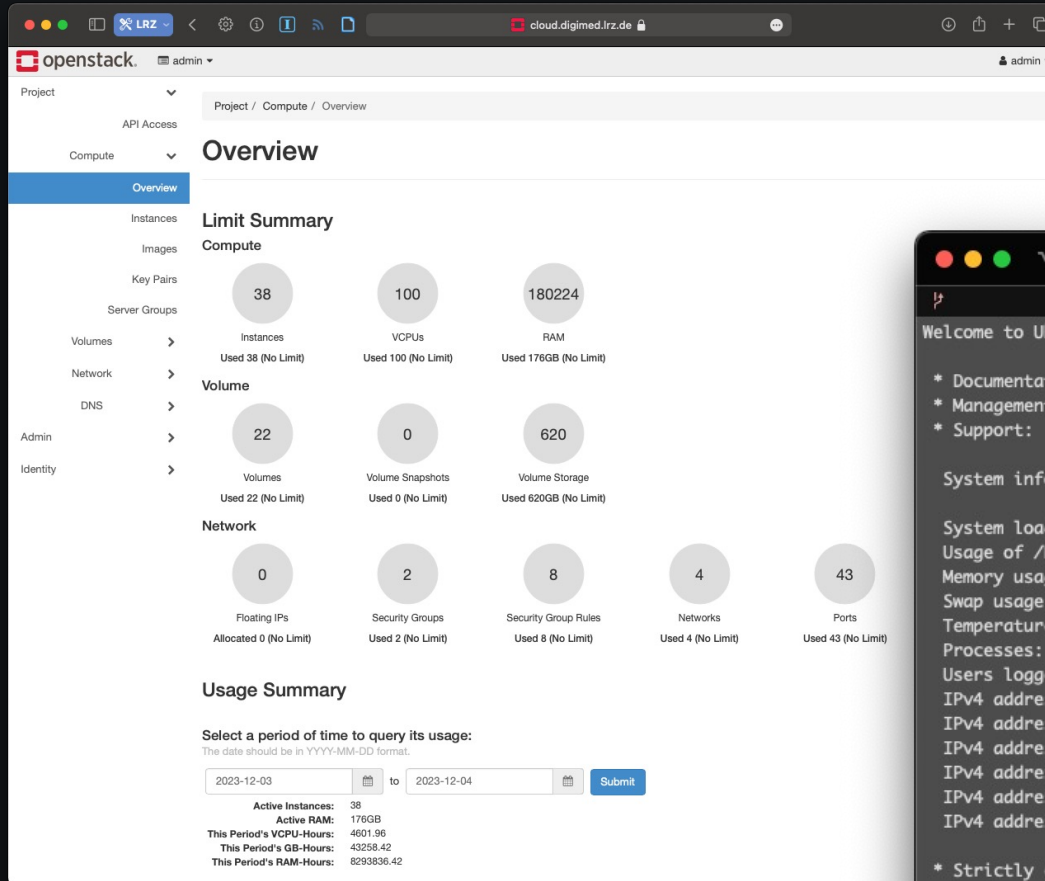 LRZ
cloud.digimed.lrz.de
openstack. admin
admin
Project
API Access
Compute
Overview
Instances
Images
Key Pairs
Server Groups
Volumes
Network
DNS
Admin
Identity
Project / Compute / Overview
Overview
Limit Summary
Compute
38 100 180224
Instances VCPUs RAM
Used 38 (No Limit) Used 100 (No Limit) Used 176GB (No Limit)
Volume
22 0 620
Volumes Volume Snapshots Volume Storage
Used 22 (No Limit) Used 0 (No Limit) Used 620GB (No Limit)
Network
0 2 8 4 43
Floating IPs Security Groups Security Group Rules Networks Ports
Allocated 0 (No Limit) Used 2 (No Limit) Used 8 (No Limit) Used 4 (No Limit) Used 43 (No Limit)
Usage Summary
Select a period of time to query its usage:
The date should be in YYYY-MM-DD format.
2023-12-03 to 2023-12-04 Submit
Active Instances: 38
Active RAM: 176GB
This Period's VCPU-Hours: 4601.96
This Period's GB-Hours: 43258.42
This Period's RAM-Hours: 8293836.42
Welcome to U
* Documenta
* Management
* Support:
System info
System loa
Usage of /
Memory usa
Swap usage
Temperature
Processes:
Users logg
IPv4 addre
IPv4 addre
IPv4 addre
IPv4 addre
IPv4 addre
IPv4 addre
* Strictly